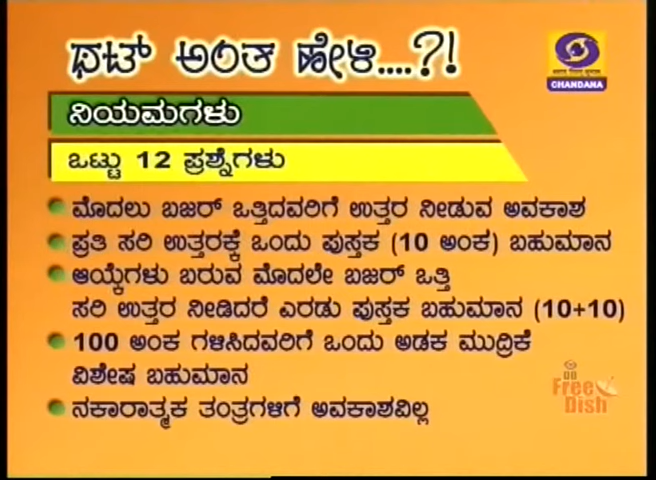 ಥಟ್ ಅಂತ ಹೇಳಿ....?!
CHANDANA
ನಿಯಮಗಳು
ಒಟ್ಟು 12 ಪ್ರಶ್ನೆಗಳು
ಮೊದಲು ಬಜರ್ ಒತ್ತಿದವರಿಗೆ ಉತ್ತರ ನೀಡುವ ಅವಕಾಶ
ಪ್ರತಿ ಸರಿ ಉತ್ತರಕ್ಕೆ ಒಂದು ಪುಸ್ತಕ (10 ಅಂಕ) ಬಹುಮಾನ
ಆಯ್ಕೆಗಳು ಬರುವ ಮೊದಲೇ ಬಜರ್ ಒತ್ತಿ
ಸರಿ ಉತ್ತರ ನೀಡಿದರೆ ಎರಡು ಪುಸ್ತಕ ಬಹುಮಾನ (10+10)
100 ಅಂಕ ಗಳಿಸಿದವರಿಗೆ ಒಂದು ಅಡಕ ಮುದ್ರಿಕೆ
ವಿಶೇಷ ಬಹುಮಾನ
ನಕಾರಾತ್ಮಕ ತಂತ್ರಗಳಿಗೆ ಅವಕಾಶವಿಲ್ಲ
DD
Free
Dish